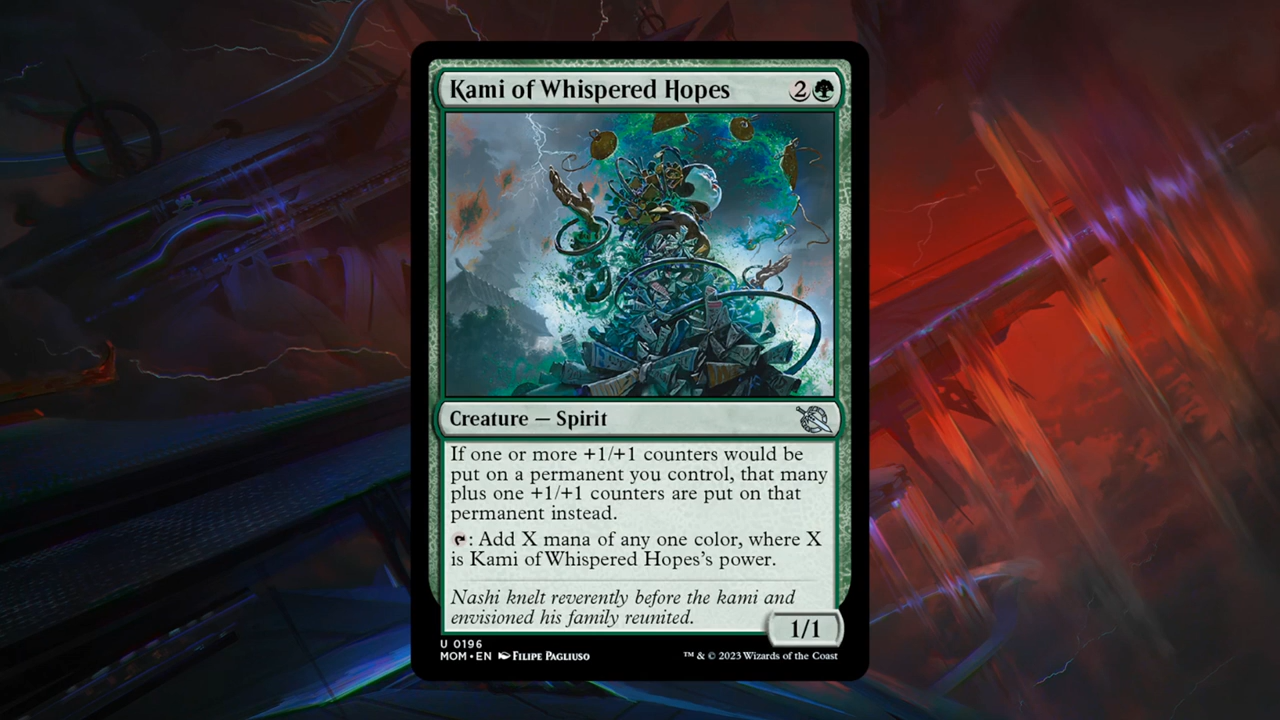 Kami of Whispered Hopes 2
Creature — Spirit
If one or more +1/+1 counters would be
put on a permanent you control, that many
plus one +1/+1 counters are put on that
permanent instead.
: Add X mana of any one color, where X
is Kami of Whispered Hopes's power.
Nashi knelt reverently before the kami and
envisioned his family reunited.
1/1
U 0196
MOM • EN Filipe Pagliuso ™ & © 2023 Wizards of the Coast